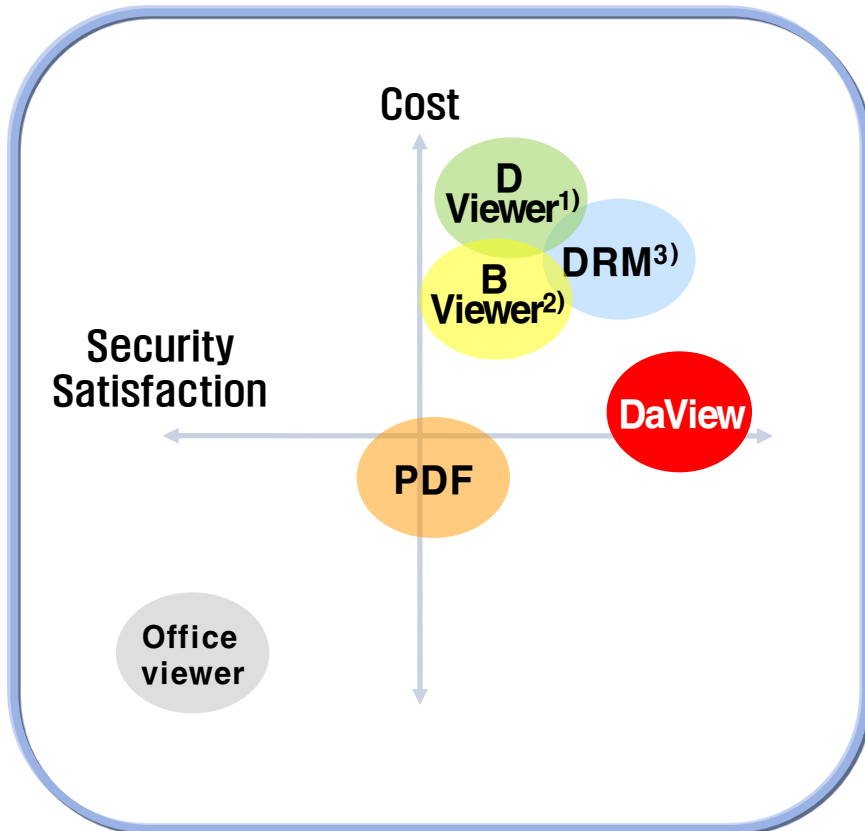 Cost
D
Viewer1)
DRM3)
B
Viewer2)
Security
Satisfaction
DaView
PDF
Office
viewer